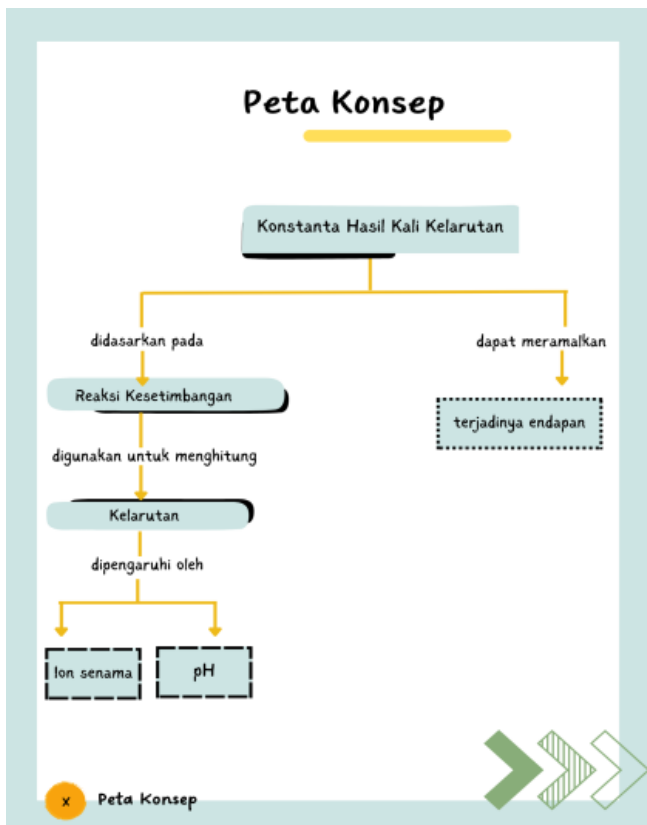 Peta Konsep
Konstanta Hasil Kali Kelarutan
didasarkan pada
dapat meramalkan
Reaksi Kesetimbangan
terjadinya endapan
digunakan untuk menghitung
Kelarutan
dipengaruhi oleh
Ion senama
pH
x
Peta Konsep